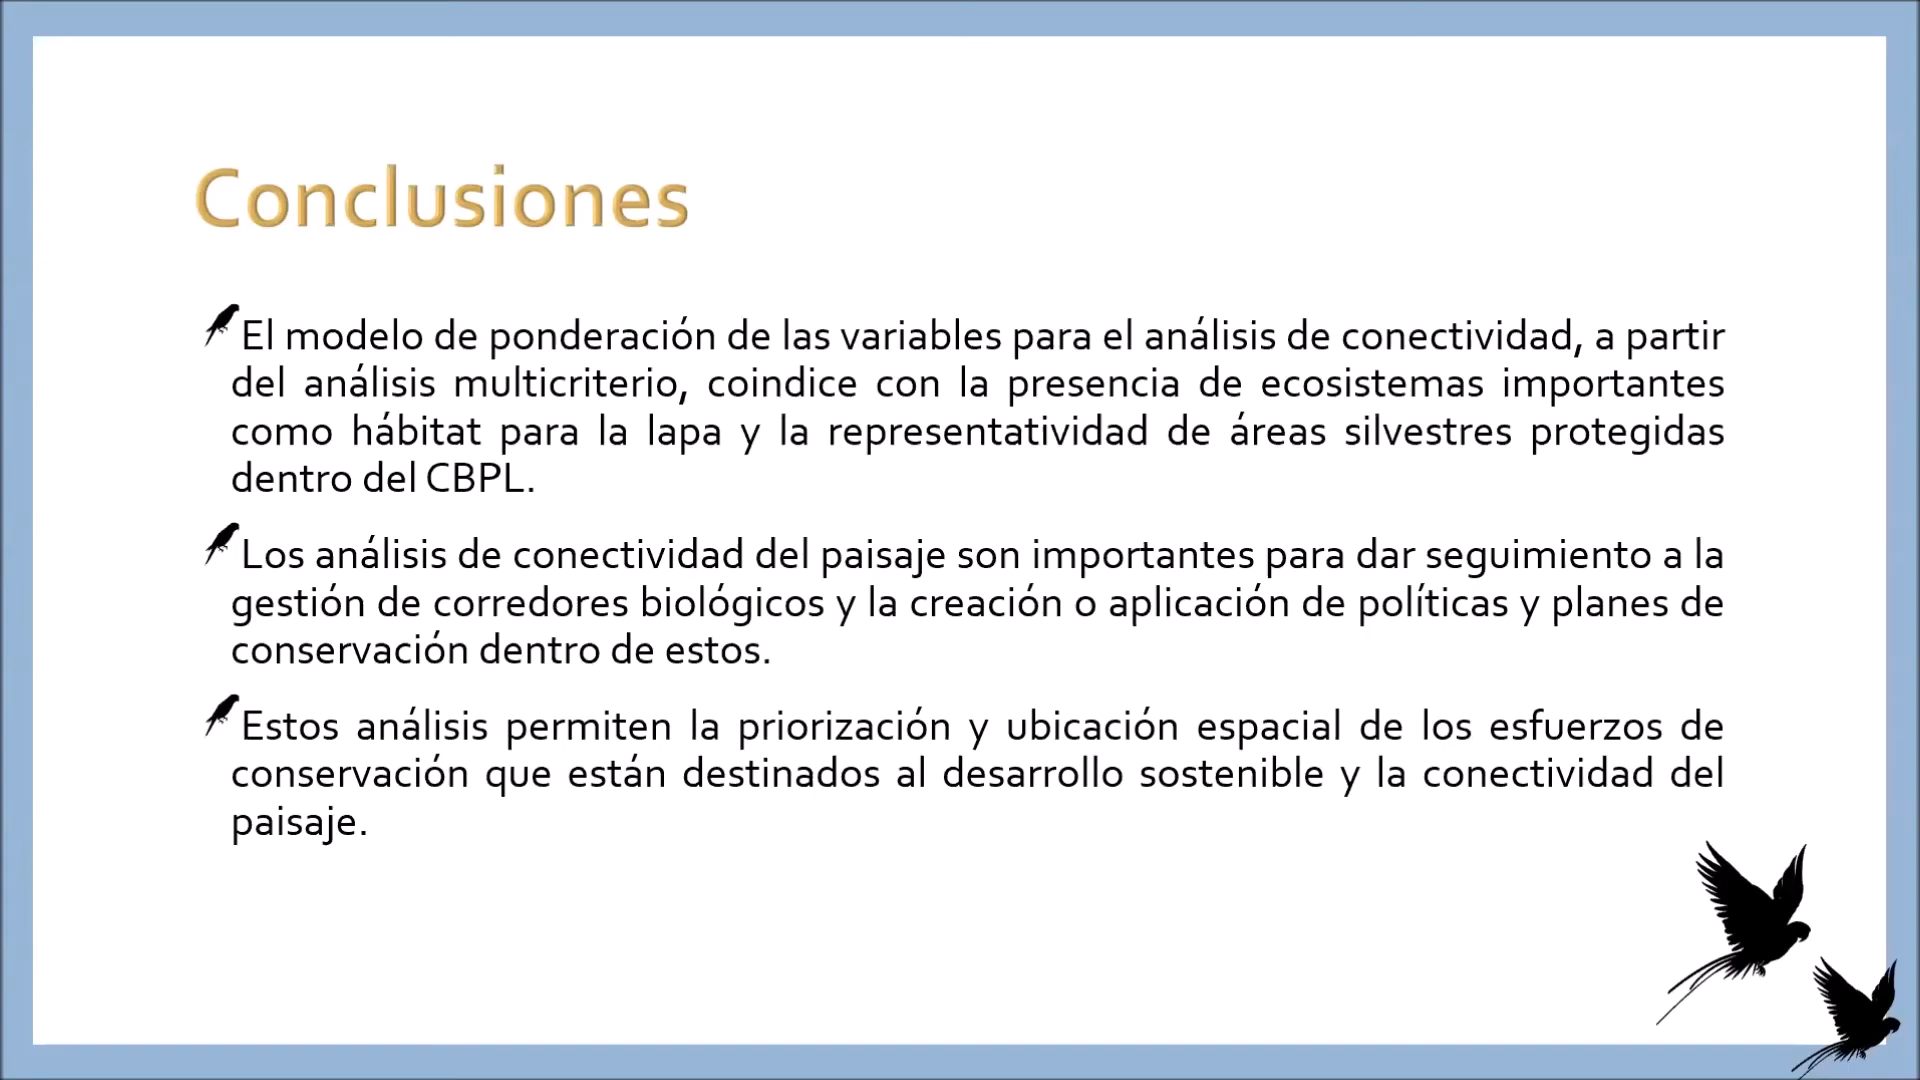 Conclusiones
El modelo de ponderación de las variables para el análisis de conectividad, a partir
del análisis multicriterio, coindice con la presencia de ecosistemas importantes
como hábitat para la lapa y la representatividad de áreas silvestres protegidas
dentro del CBPL.
Los análisis de conectividad del paisaje son importantes para dar seguimiento a la
gestión de corredores biológicos y la creación o aplicación de políticas y planes de
conservación dentro de estos.
Estos análisis permiten la priorización y ubicación espacial de los esfuerzos de
conservación que están destinados al desarrollo sostenible y la conectividad del
paisaje.